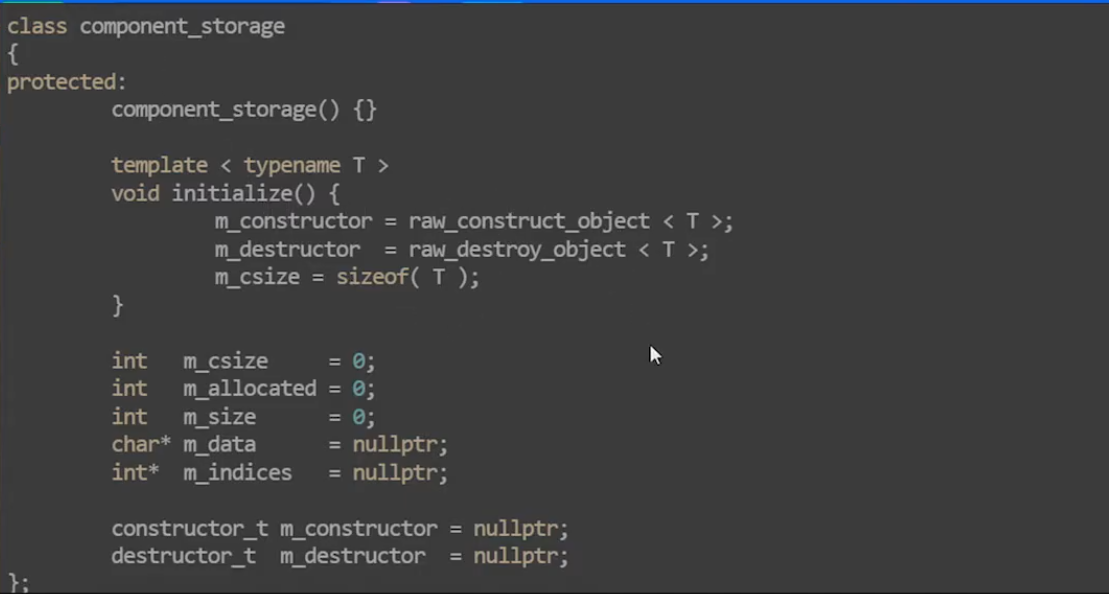 class component_storage
{
protected:
        component_storage() {}

        template < typename T >
        void initialize() {
                m_constructor = raw_construct_object < T >;
                m_destructor  = raw_destroy_object < T >;
                m_csize = sizeof( T );
        }

        int   m_csize     = 0;
        int   m_allocated = 0;
        int   m_size      = 0;
        char* m_data      = nullptr;
        int*  m_indices   = nullptr;

        constructor_t m_constructor = nullptr;
        destructor_t  m_destructor  = nullptr;
};